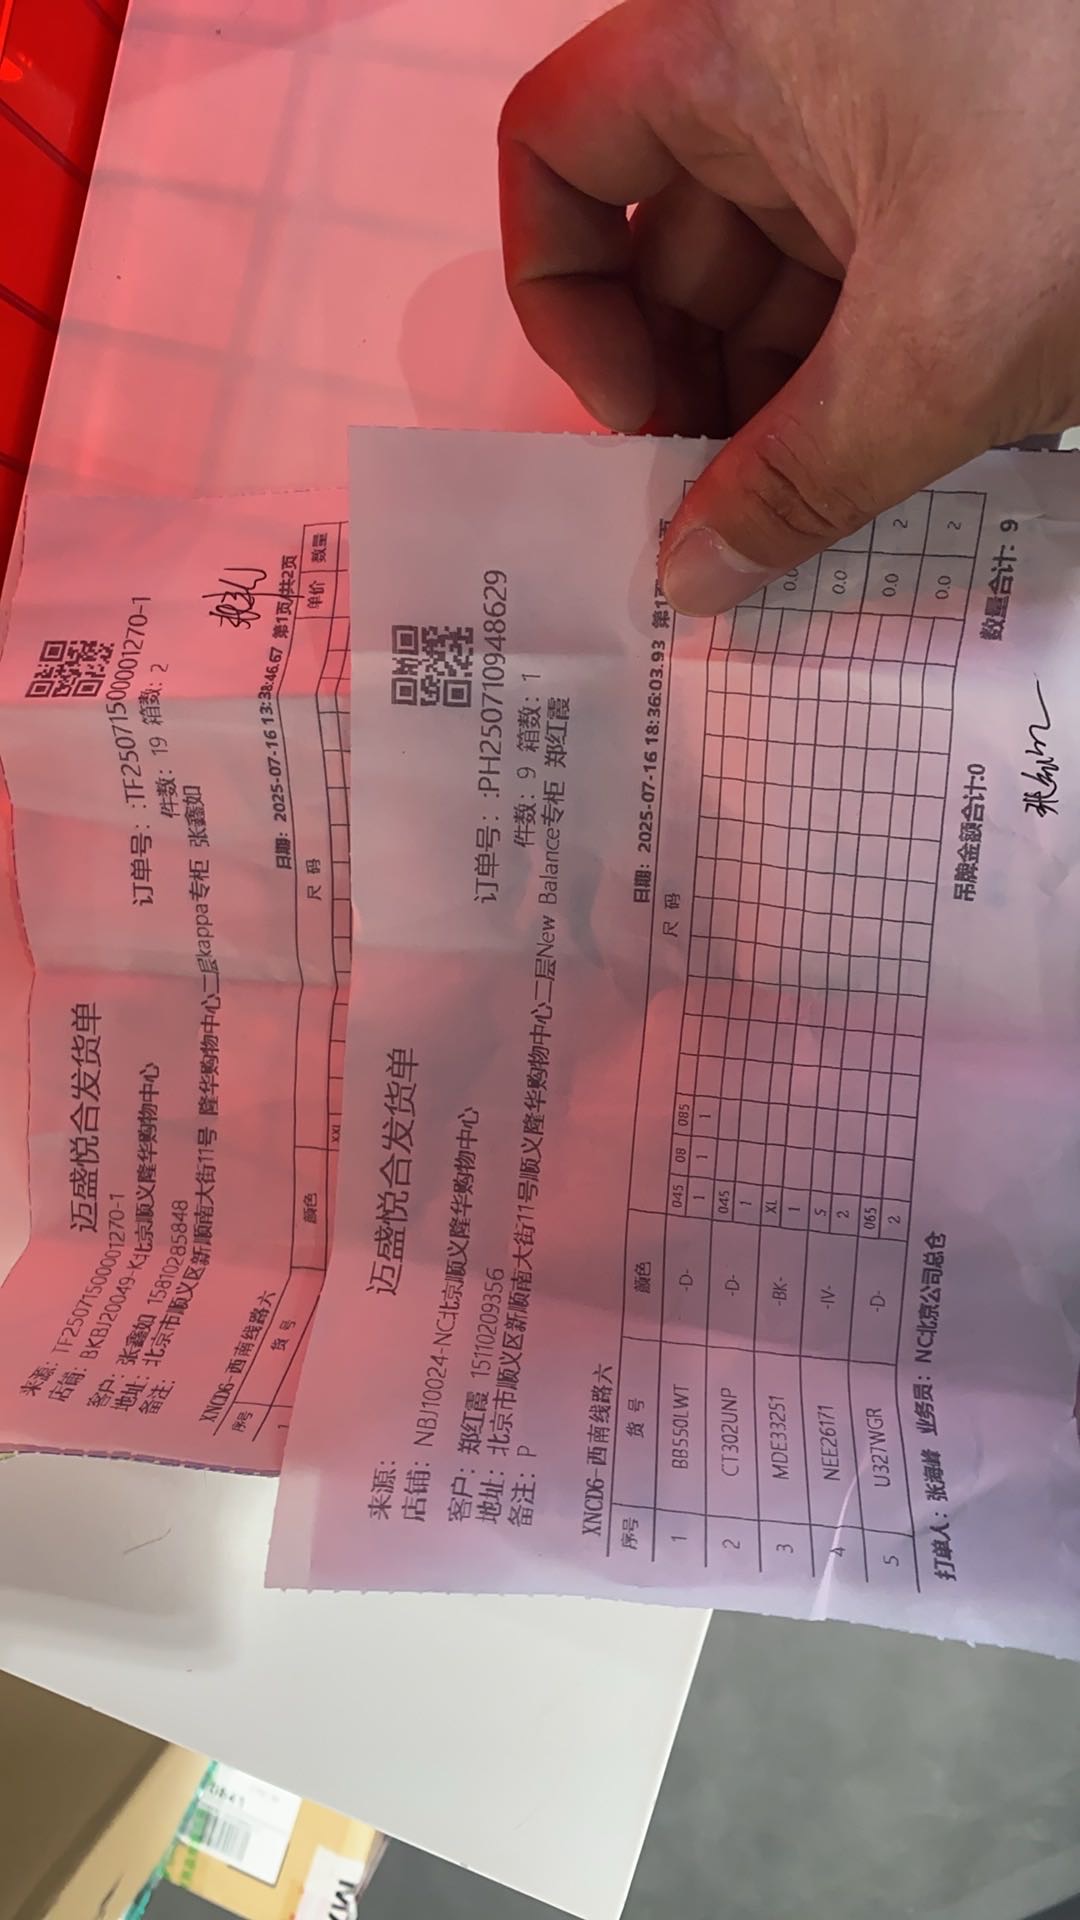 迈盛悦合发货单
来源: TF250715000001270-1
订单号: :TF250715000001270-1
店铺: BKBJ20049-K北京顺义隆华购物中心
件数: 19 箱数: 2
客户: 张鑫如 15810285848
地址: 北京市顺义区新顺南大街11号 隆华购物中心二层kappa专柜 张鑫如
备注:
XNCD6-西南线路六
日期: 2025-07-16 13:38:46.67 第1页/共2页
序号 货号 颜色 尺码 单价 数量
1 XXL
迈盛悦合发货单
来源:
订单号: :PH250710948629
店铺: NBJ10024-NC北京顺义隆华购物中心
件数: 9 箱数: 1
客户: 郑红霞 15110209356
地址: 北京市顺义区新顺南大街11号顺义隆华购物中心二层New Balance专柜 郑红霞
备注: P
XNCD6-西南线路六
日期: 2025-07-16 18:36:03.93 第1页
序号 货号 颜色 尺码
1 BB550LWT -D- 045 08 085
1 1 1
2 CT302UNP -D- 045
1 0.0
3 MDE33251 -BK- XL
1 0.0
4 NEE26171 -IV- S
2 0.0 2
5 U327WGR -D- 065
2 0.0 2
打单人: 张海峰 业务员: NC北京公司总仓 吊牌金额合计:0 数量合计: 9